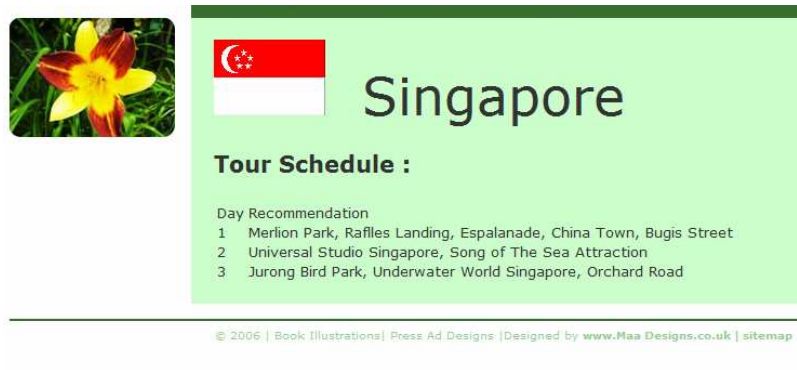 Singapore
Tour Schedule :
Day Recommendation
1 Merlion Park, Raflles Landing, Espalanade, China Town, Bugis Street
2 Universal Studio Singapore, Song of The Sea Attraction
3 Jurong Bird Park, Underwater World Singapore, Orchard Road
© 2006 | Book Illustrations| Press Ad Designs |Designed by www.Maa Designs.co.uk | sitemap